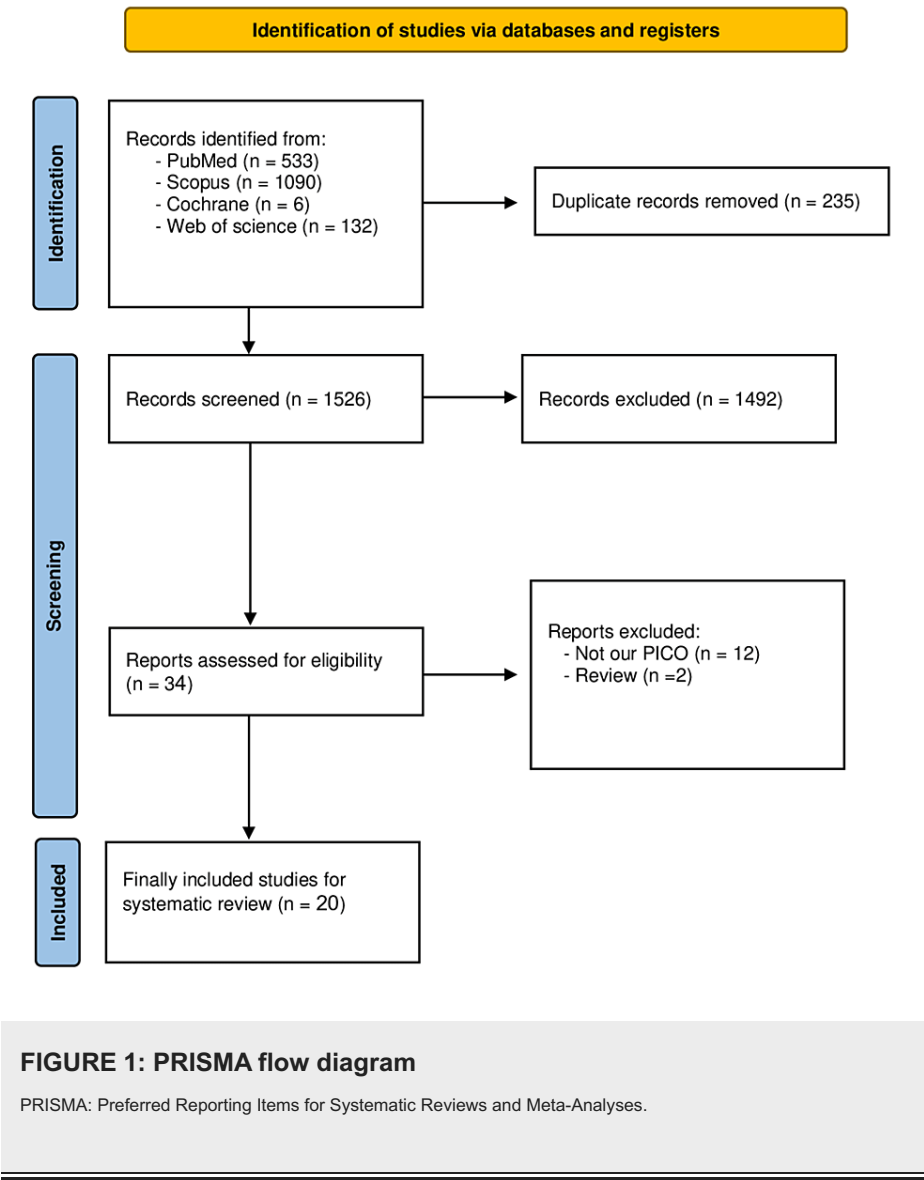 Identification of studies via databases and registers
Identification
Records identified from:
- PubMed (n = 533)
- Scopus (n = 1090)
- Cochrane (n = 6)
- Web of science (n = 132)
Duplicate records removed (n = 235)
Screening
Records screened (n = 1526)
Records excluded (n = 1492)
Reports assessed for eligibility
(n = 34)
Reports excluded:
- Not our PICO (n = 12)
- Review (n =2)
Included
Finally included studies for
systematic review (n = 20)
FIGURE 1: PRISMA flow diagram
PRISMA: Preferred Reporting Items for Systematic Reviews and Meta-Analyses.